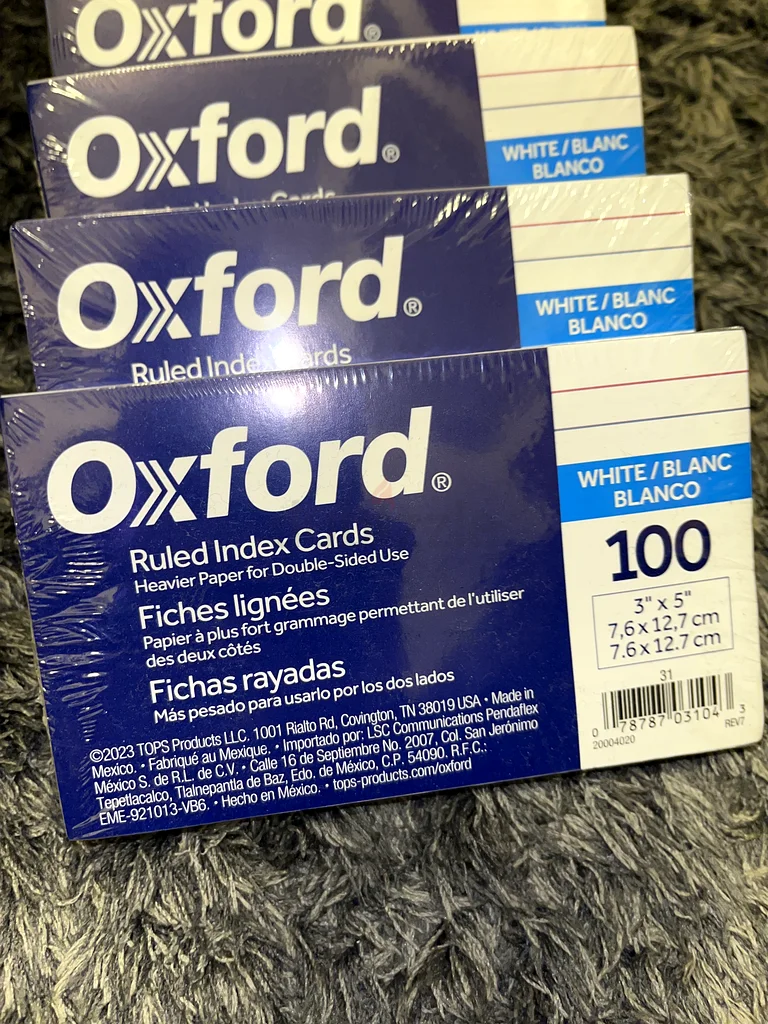 Oxford®
Oxford®
WHITE / BLANC
BLANCO
Index Cards
Oxford®
WHITE / BLANC
BLANCO
Ruled Index Cards
Oxford®
WHITE / BLANC
BLANCO
Ruled Index Cards
Heavier Paper for Double-Sided Use
Fiches lignées
Papier à plus fort grammage permettant de l'utiliser
des deux côtés
Fichas rayadas
Más pesado para usarlo por los dos lados
©2023 TOPS Products LLC. 1001 Rialto Rd, Covington, TN 38019 USA • Made in
Mexico. • Fabriqué au Mexique. • Importado por: LSC Communications Pendaflex
México S. de R.L. de C.V. • Calle 16 de Septiembre No. 2007, Col. San Jerónimo
Tepetlacalco, Tlalnepantla de Baz, Edo. de México, C.P. 54090. R.F.C.:
EME-921013-VB6. • Hecho en México. • tops-products.com/oxford
100
3" x 5"
7,6 x 12,7 cm
7.6 x 12.7 cm
31
0 78787 03104 3
20004020 REV7